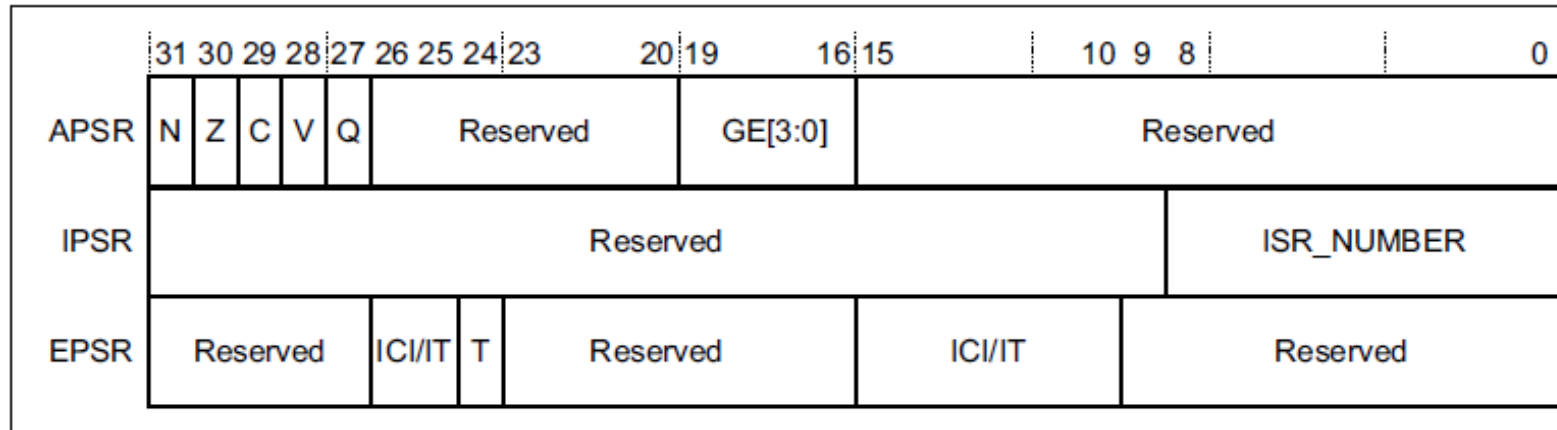 31 30 29 28 27 26 25 24 23 20 19 16 15 10 9 8 0
APSR N Z C V Q Reserved GE[3:0] Reserved
IPSR Reserved ISR_NUMBER
EPSR Reserved ICI/IT T Reserved ICI/IT Reserved